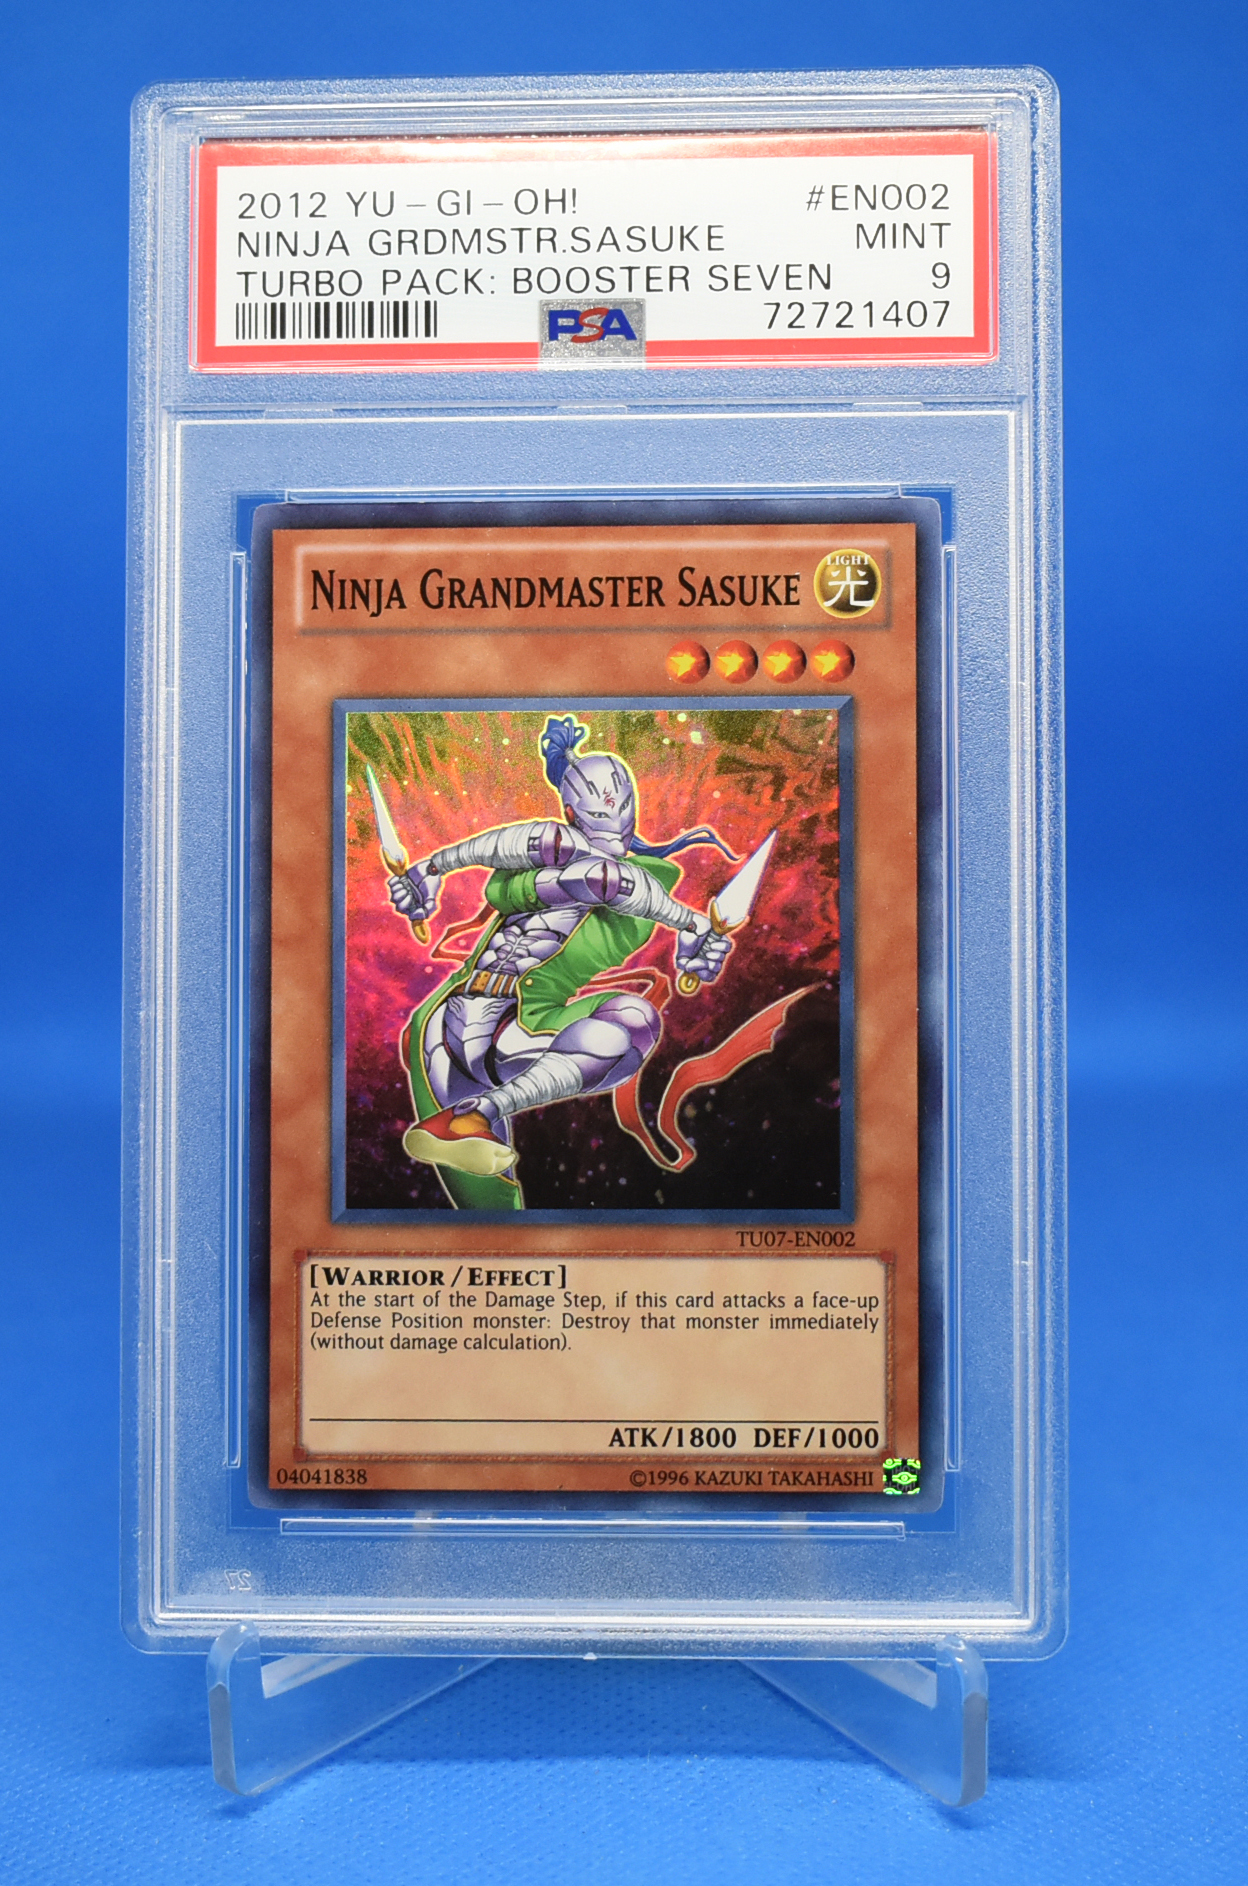 2012 YU-GI-OH! #EN002
NINJA GRDMSTR.SASUKE MINT
TURBO PACK: BOOSTER SEVEN 9
PSA 72721407
NINJA GRANDMASTER SASUKE
LIGHT
光
TU07-EN002
[WARRIOR/EFFECT]
At the start of the Damage Step, if this card attacks a face-up
Defense Position monster: Destroy that monster immediately
(without damage calculation).
ATK/1800 DEF/1000
04041838 ©1996 KAZUKI TAKAHASHI
27